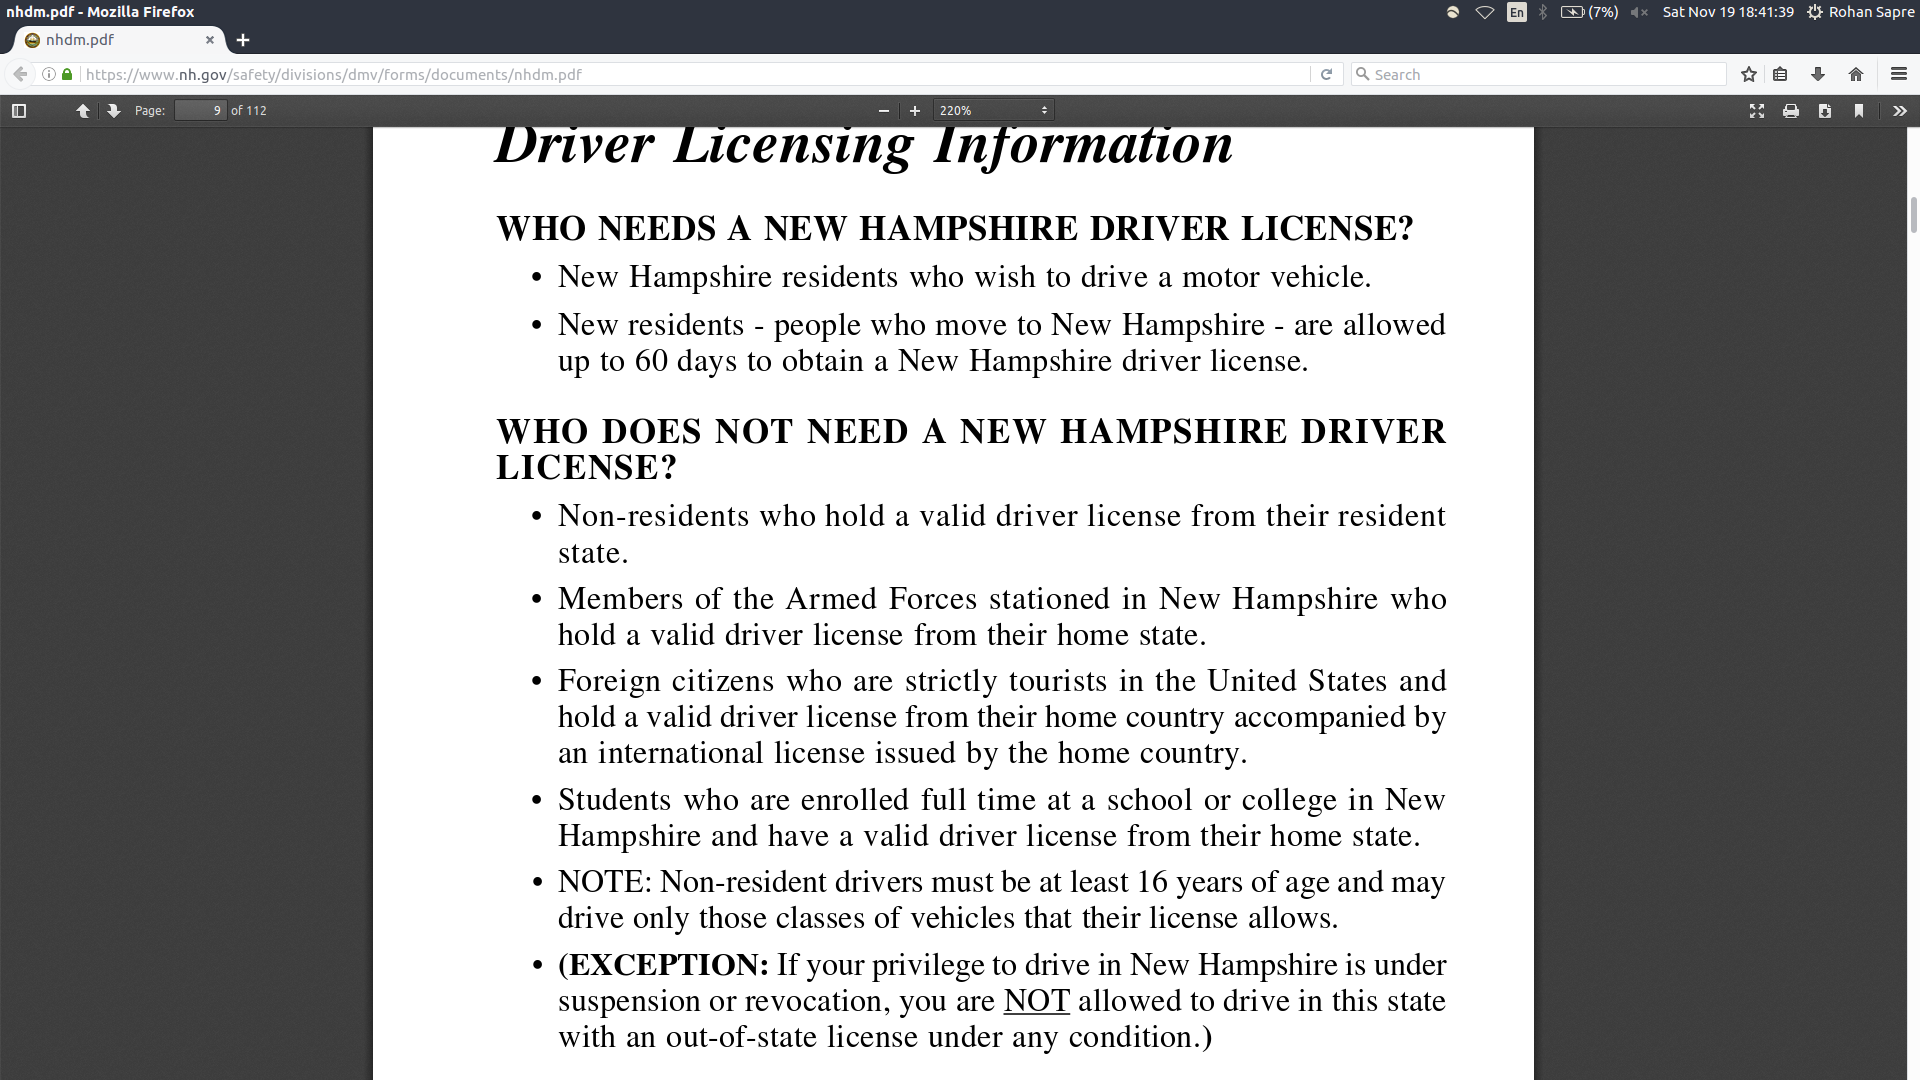 nhdm.pdf - Mozilla Firefox
En
(7%)
Sat Nov 19 18:41:39
Rohan Sapre
nhdm.pdf
https://www.nh.gov/safety/divisions/dmv/forms/documents/nhdm.pdf
Search
Page: 9 of 112
220%
Driver Licensing Information
WHO NEEDS A NEW HAMPSHIRE DRIVER LICENSE?
• New Hampshire residents who wish to drive a motor vehicle.
• New residents - people who move to New Hampshire - are allowed
up to 60 days to obtain a New Hampshire driver license.
WHO DOES NOT NEED A NEW HAMPSHIRE DRIVER
LICENSE?
• Non-residents who hold a valid driver license from their resident
state.
• Members of the Armed Forces stationed in New Hampshire who
hold a valid driver license from their home state.
• Foreign citizens who are strictly tourists in the United States and
hold a valid driver license from their home country accompanied by
an international license issued by the home country.
• Students who are enrolled full time at a school or college in New
Hampshire and have a valid driver license from their home state.
• NOTE: Non-resident drivers must be at least 16 years of age and may
drive only those classes of vehicles that their license allows.
• (EXCEPTION: If your privilege to drive in New Hampshire is under
suspension or revocation, you are NOT allowed to drive in this state
with an out-of-state license under any condition.)